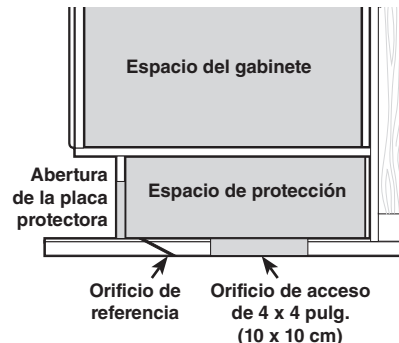 Espacio del gabinete
Abertura
de la placa
protectora
Espacio de protección
Orificio de
referencia
Orificio de acceso
de 4 x 4 pulg.
(10 x 10 cm)